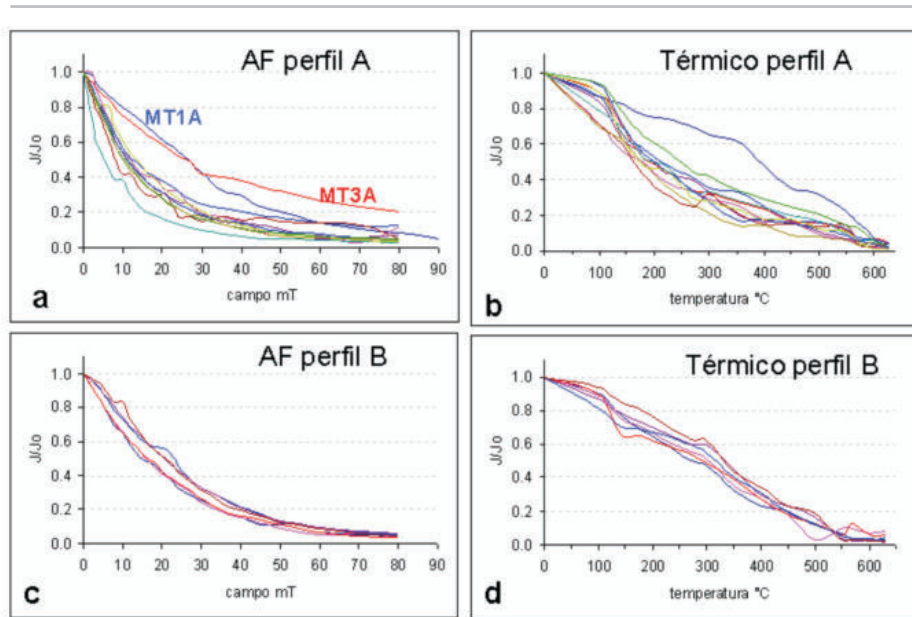 AF perfil A
1.0
0.8
0.6
0.4
0.2
0.0
J/Jo
MT1A
MT3A
0 10 20 30 40 50 60 70 80 90
campo mT
a
Térmico perfil A
1.0
0.8
0.6
0.4
0.2
0.0
J/Jo
0 100 200 300 400 500 600
temperatura °C
b
AF perfil B
1.0
0.8
0.6
0.4
0.2
0.0
J/Jo
0 10 20 30 40 50 60 70 80 90
campo mT
c
Térmico perfil B
1.0
0.8
0.6
0.4
0.2
0.0
J/Jo
0 100 200 300 400 500 600
temperatura °C
d